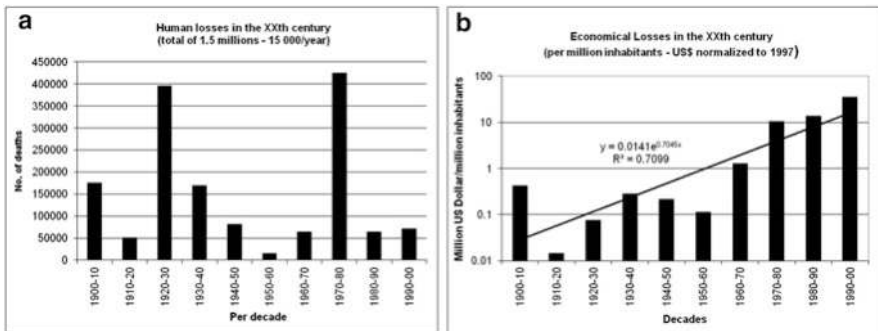 a
Human losses in the XXth century
(total of 1.5 millions - 15 000/year)
No. of deaths
450000
400000
350000
300000
250000
200000
150000
100000
50000
0
1900-10
1910-20
1920-30
1930-40
1940-50
1950-60
1960-70
1970-80
1980-90
1990-00
Per decade
b
Economical Losses in the XXth century
(per million inhabitants - US$ normalized to 1997)
Million US Dollar/million inhabitants
100
10
1
0.1
0.01
y = 0.0141e^0.7045x
R² = 0.7099
1900-10
1910-20
1920-30
1930-40
1940-50
1950-60
1960-70
1970-80
1980-90
1990-00
Decades